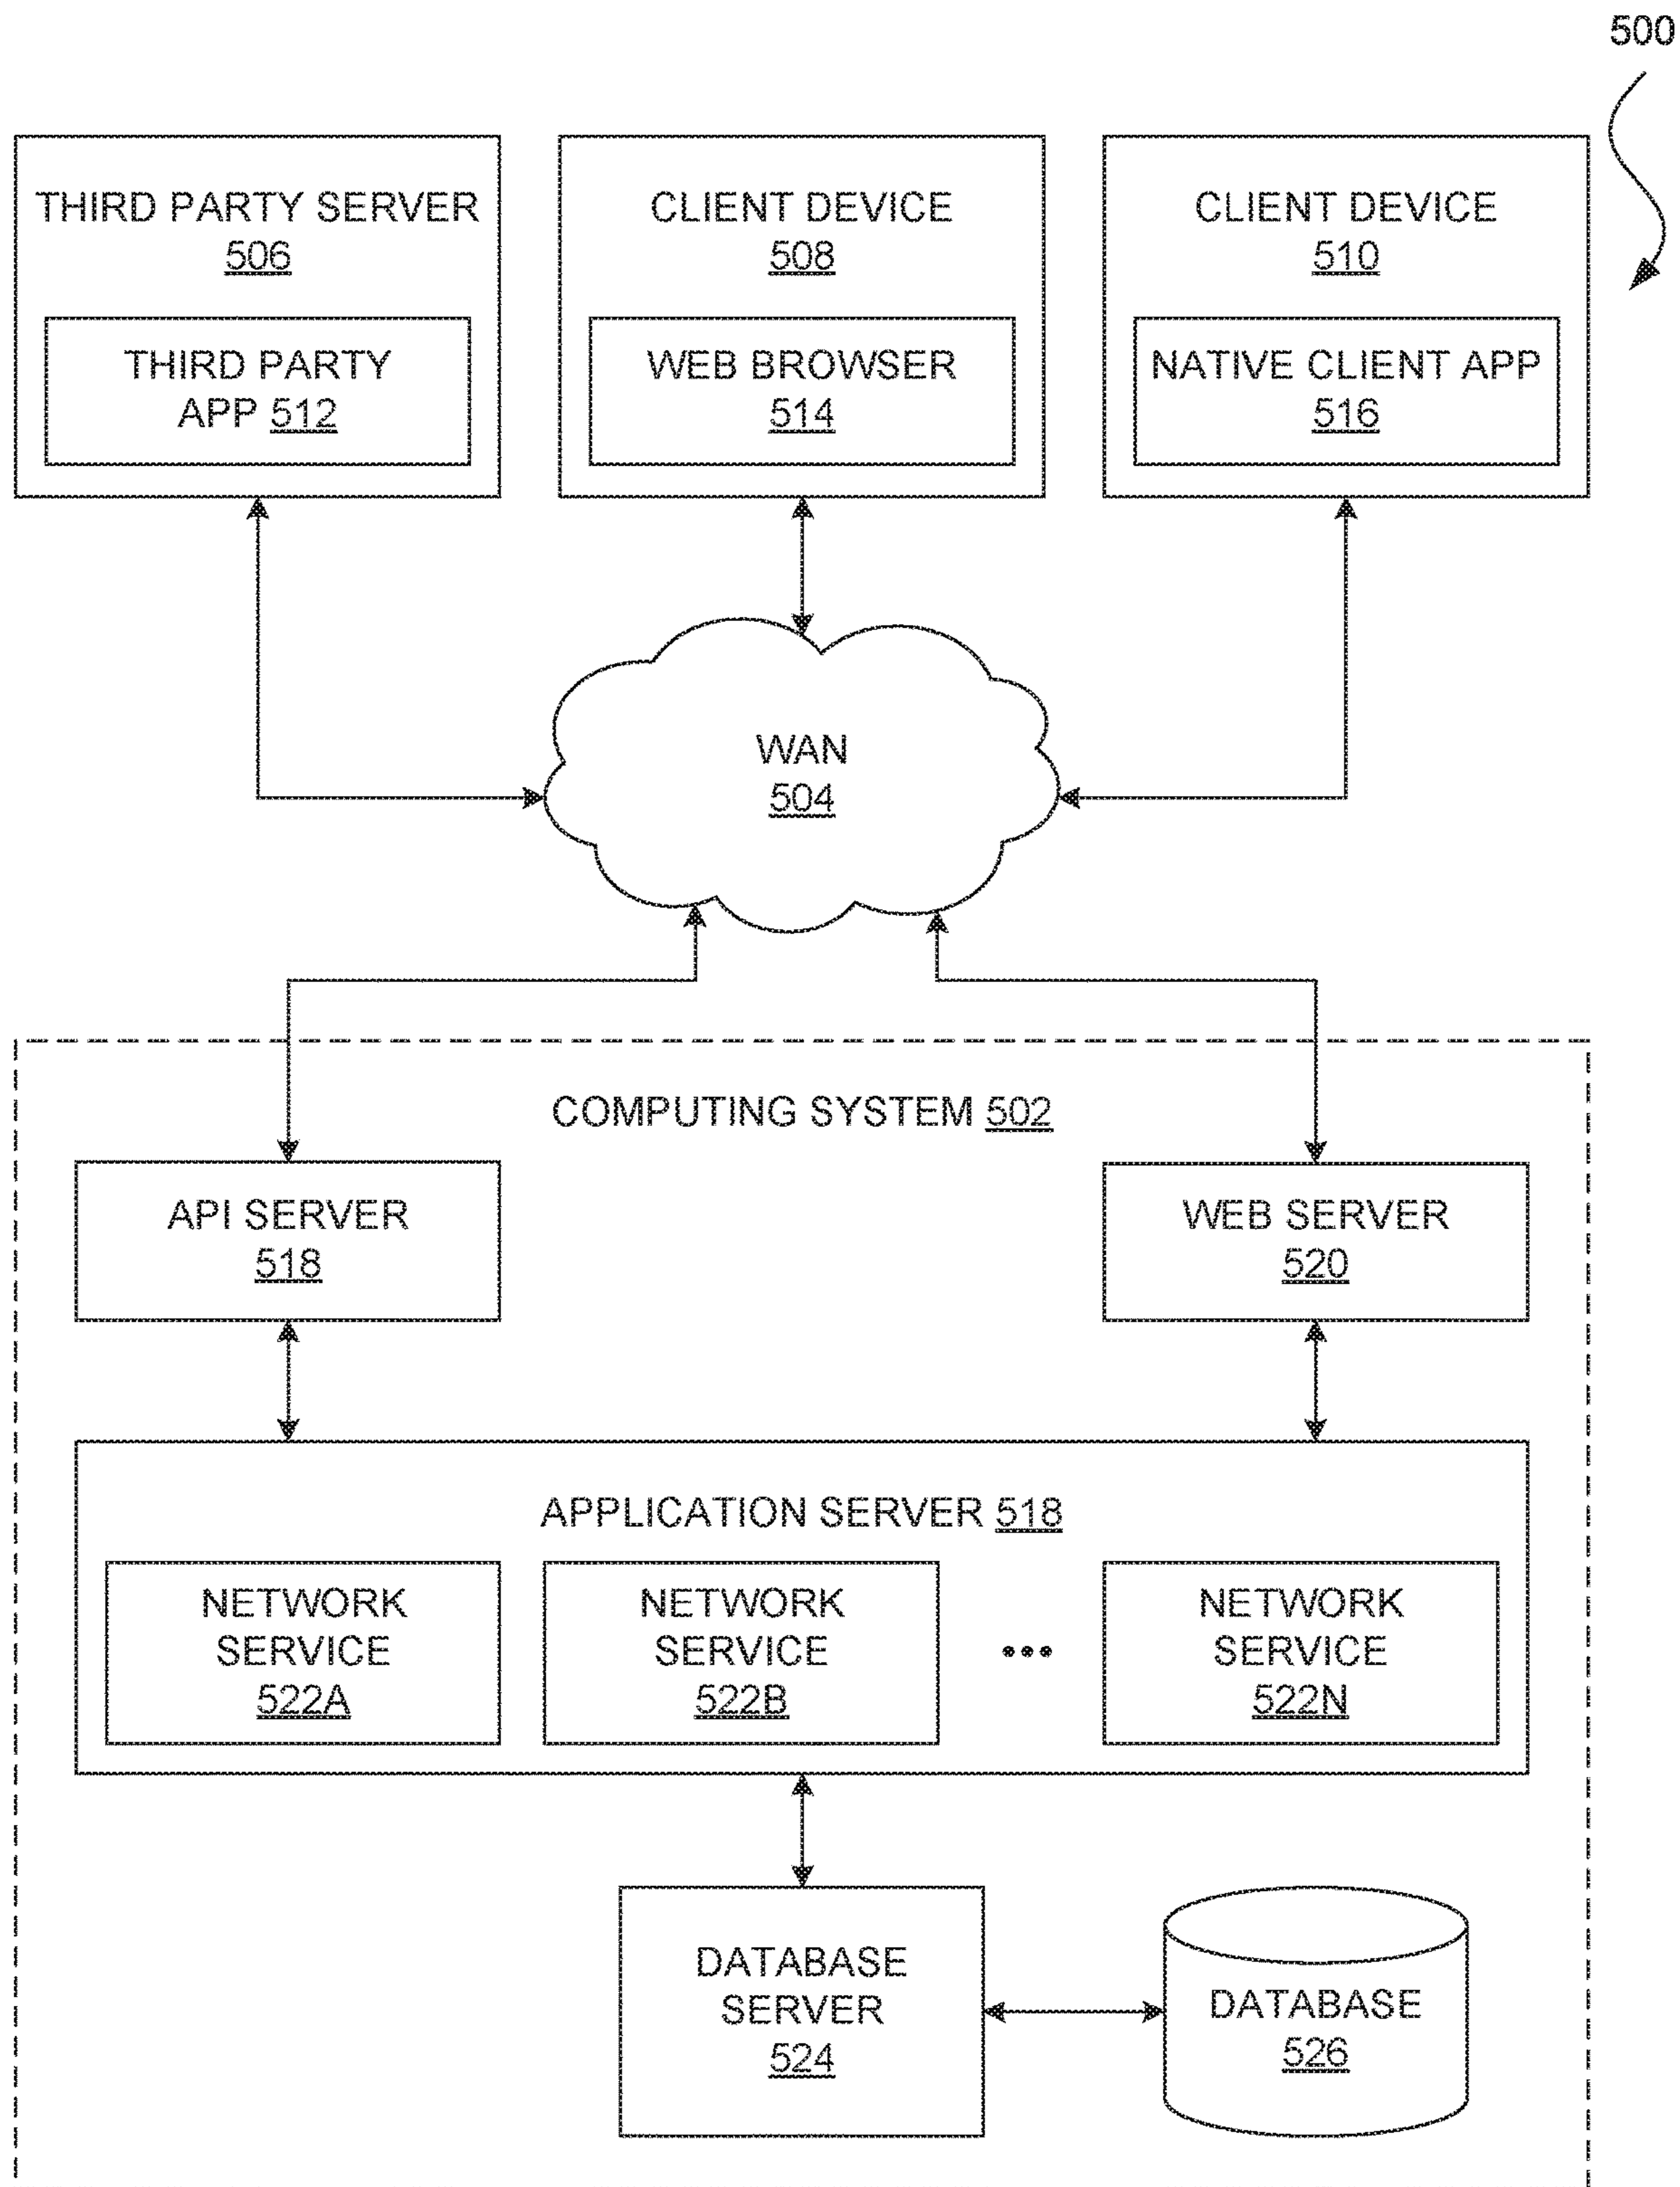 500
THIRD PARTY SERVER
506
THIRD PARTY
APP 512
CLIENT DEVICE
508
WEB BROWSER
514
CLIENT DEVICE
510
NATIVE CLIENT APP
516
WAN
504
COMPUTING SYSTEM 502
API SERVER
518
WEB SERVER
520
APPLICATION SERVER 518
NETWORK
SERVICE
522A
NETWORK
SERVICE
522B
•••
NETWORK
SERVICE
522N
DATABASE
SERVER
524
DATABASE
526